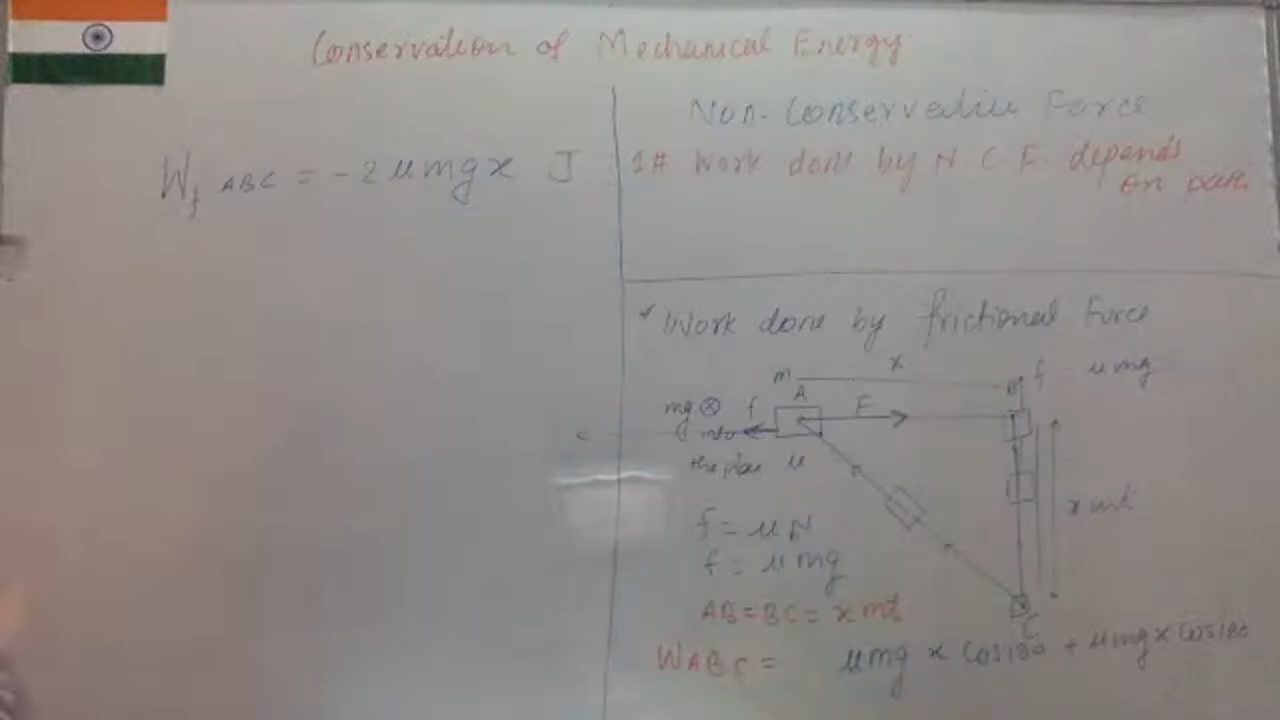 Conservation of Mechanical Energy
W_f ABC = -2 μmgx J
Non-Conservative Force
1# Work done by N.C.F. depends
on path
✓ Work done by frictional Force
m
x
B
f μmg
A
mg ⊗
f
F
into
the plane
μ
x mt
f = μN
f = μmg
AB=BC= x mt
C
WABC = μmg x Cos180 + μmg x Cos180